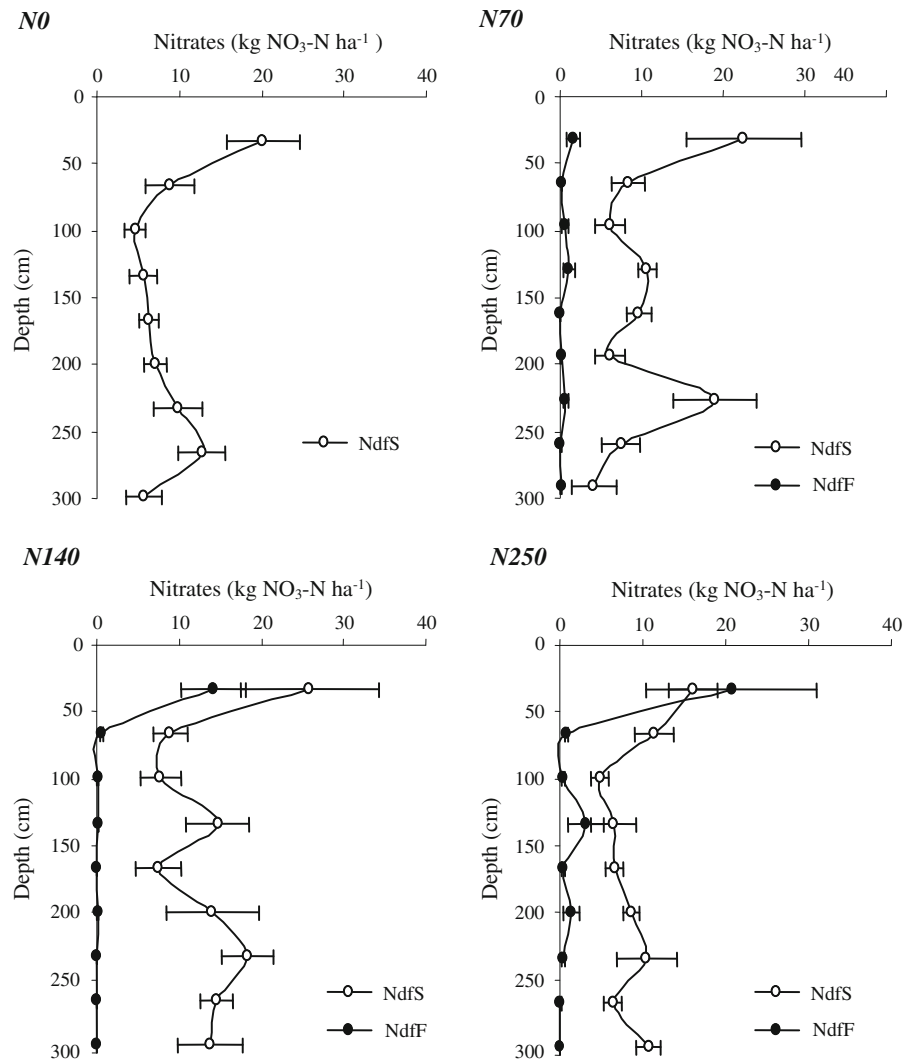 N0
Nitrates (kg NO₃-N ha⁻¹ )
0 10 20 30 40
0
50
100
150
200
250
300
Depth (cm)
NdfS
N70
Nitrates (kg NO₃-N ha⁻¹)
0 10 20 30 40
0
50
100
150
200
250
300
Depth (cm)
NdfS
NdfF
N140
Nitrates (kg NO₃-N ha⁻¹)
0 10 20 30 40
0
50
100
150
200
250
300
Depth (cm)
NdfS
NdfF
N250
Nitrates (kg NO₃-N ha⁻¹)
0 10 20 30 40
0
50
100
150
200
250
300
Depth (cm)
NdfS
NdfF